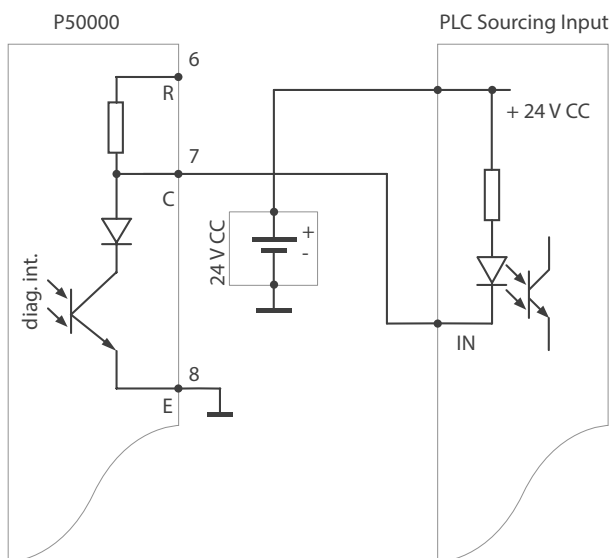 P50000
PLC Sourcing Input
6
R
+ 24 V CC
7
C
24 V CC
+
-
diag. int.
IN
8
E